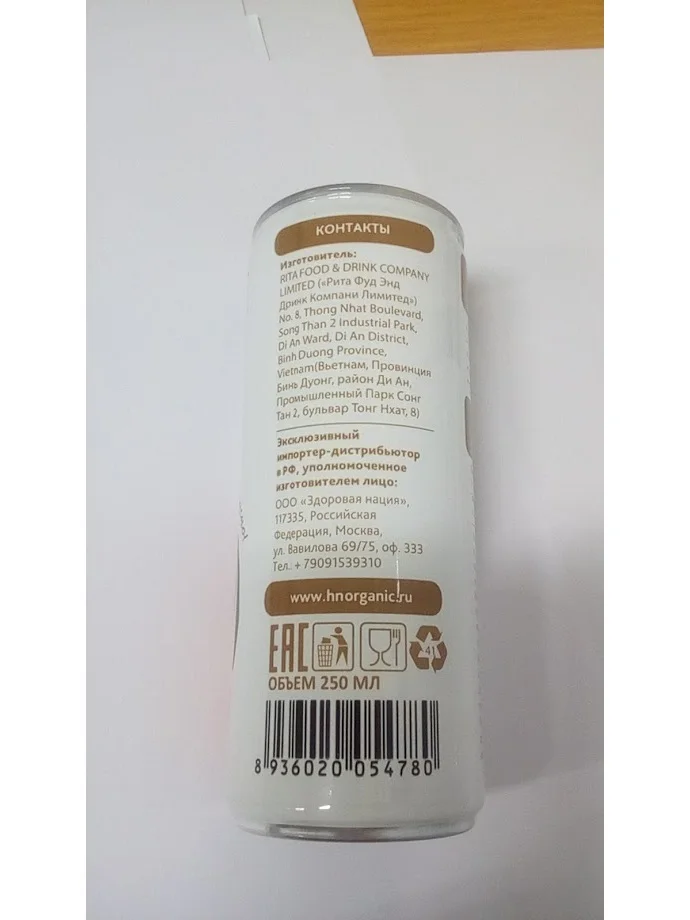 КОНТАКТЫ
Изготовитель:
RITA FOOD & DRINK COMPANY
LIMITED («Рита Фуд Энд
Дринк Компани Лимитед»)
No. 8, Thong Nhat Boulevard,
Song Than 2 industrial Park,
Di An Ward, Di An District,
Binh Duong Province,
Vietnam(Вьетнам, Провинция
Бинь Дуонг, район Ди Ан,
Промышленный Парк Сонг
Тан 2, бульвар Тонг Нхат, 8)
Эксклюзивный
импортер-дистрибьютор
в РФ, уполномоченное
изготовителем лицо:
ООО «Здоровая нация»,
117335, Российская
Федерация, Москва,
ул. Вавилова 69/75, оф. 333
Тел. + 79091539310
www.hnorganic.ru
EAC
41
ОБЪЕМ 250 МЛ
8 936020 054780